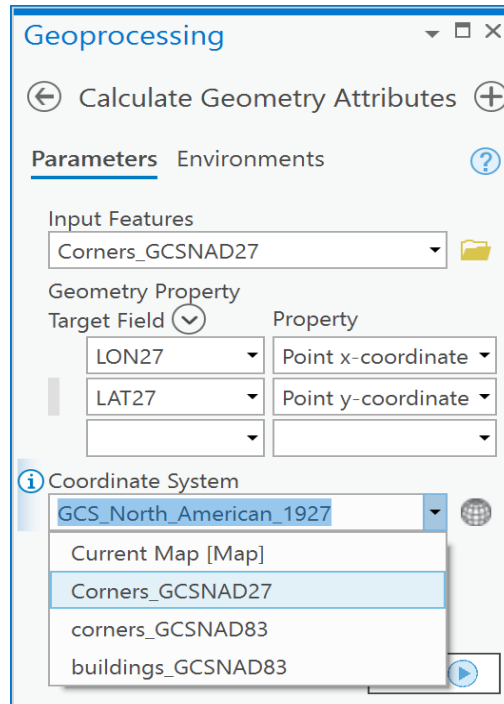 Geoprocessing
Calculate Geometry Attributes
Parameters Environments
Input Features
Corners_GCSNAD27
Geometry Property
Target Field Property
LON27 Point x-coordinate
LAT27 Point y-coordinate
Coordinate System
GCS_North_American_1927
Current Map [Map]
Corners_GCSNAD27
corners_GCSNAD83
buildings_GCSNAD83